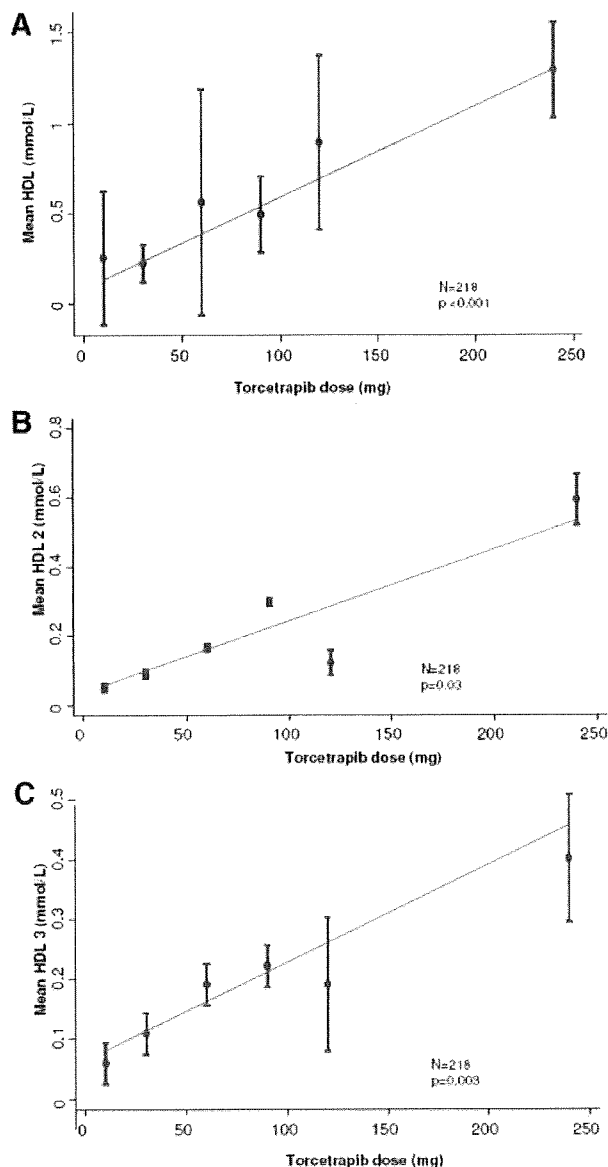 A
Mean HDL (mmol/L)
1.5
1
0.5
0
N=218
p<0.001
0 50 100 150 200 250
Torcetrapib dose (mg)
B
Mean HDL 2 (mmol/L)
0.8
0.6
0.4
0.2
0
N=218
p=0.03
0 50 100 150 200 250
Torcetrapib dose (mg)
C
Mean HDL 3 (mmol/L)
0.5
0.4
0.3
0.2
0.1
0
N=218
p=0.003
0 50 100 150 200 250
Torcetrapib dose (mg)